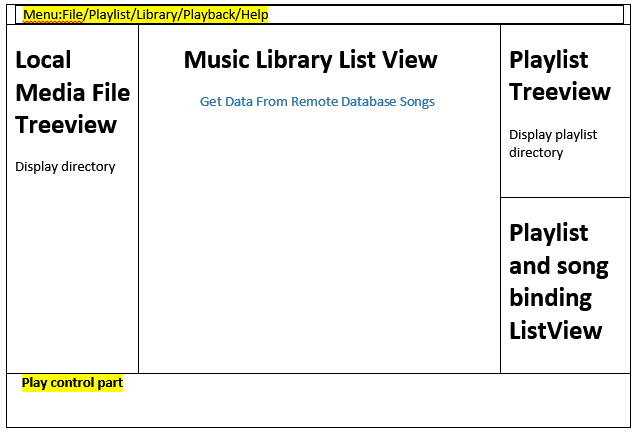 Menu:File/Playlist/Library/Playback/Help
Local
Media File
Treeview
Display directory
Music Library List View
Get Data From Remote Database Songs
Playlist
Treeview
Display playlist
directory
Playlist
and song
binding
ListView
Play control part